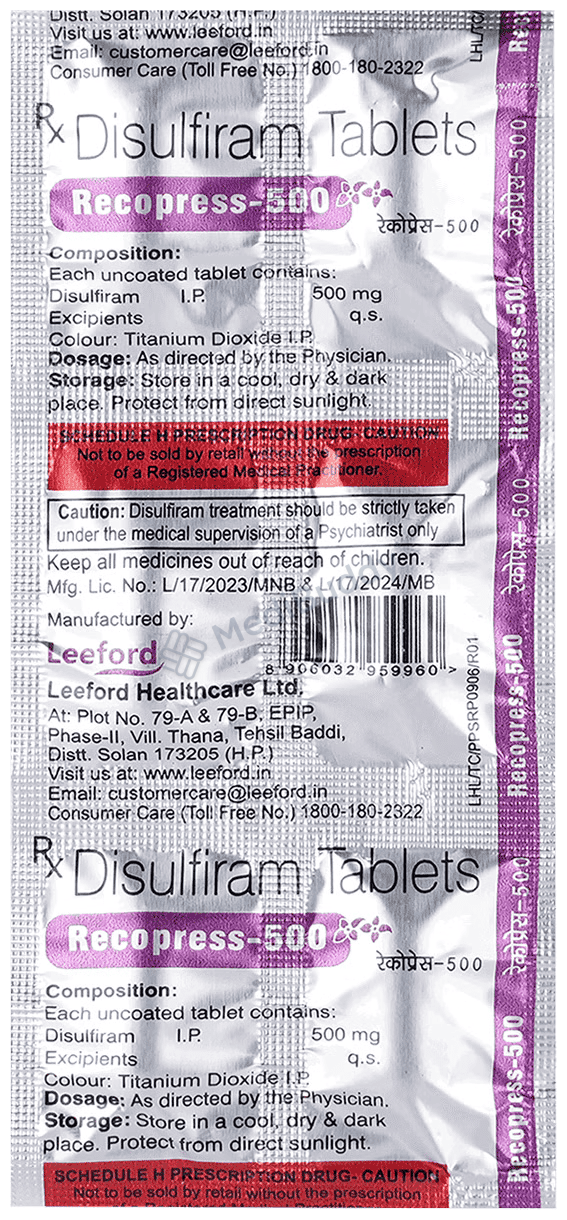 Distt. Solan 173205 (H.P.)
Visit us at: www.leeford.in
Email: customercare@leeford.in
Consumer Care (Toll Free No.) 1800-180-2322
Rx Disulfiram Tablets
Recopress-500
रेकोप्रेस-500
Composition:
Each uncoated tablet contains:
Disulfiram I.P. 500 mg
Excipients q.s.
Colour: Titanium Dioxide I.P.
Dosage: As directed by the Physician.
Storage: Store in a cool, dry & dark
place. Protect from direct sunlight.
SCHEDULE H PRESCRIPTION DRUG- CAUTION
Not to be sold by retail without the prescription
of a Registered Medical Practitioner.
Caution: Disulfiram treatment should be strictly taken
under the medical supervision of a Psychiatrist only
Keep all medicines out of reach of children.
Mfg. Lic. No.: L/17/2023/MNB & L/17/2024/MB
Manufactured by:
Leeford
8 906032 959960 >
Leeford Healthcare Ltd.
At: Plot No. 79-A & 79-B, EPIP,
Phase-II, Vill. Thana, Tehsil Baddi,
Distt. Solan 173205 (H.P.)
Visit us at: www.leeford.in
Email: customercare@leeford.in
Consumer Care (Toll Free No.) 1800-180-2322
LHL/TC/PPSRP0906/R01
Rx Disulfiram Tablets
Recopress-500
रेकोप्रेस-500
Composition:
Each uncoated tablet contains:
Disulfiram I.P. 500 mg
Excipients q.s.
Colour: Titanium Dioxide I.P.
Dosage: As directed by the Physician.
Storage: Store in a cool, dry & dark
place. Protect from direct sunlight.
SCHEDULE H PRESCRIPTION DRUG- CAUTION
Not to be sold by retail without the prescription
LHL/TC/
Recopress-500 रेकोप्रेस-500 Recopress-500 रेकोप्रेस-500 Recopress-500 रेकोप्रेस-500